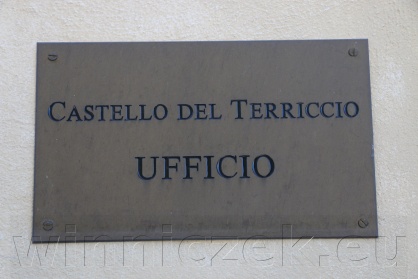 CASTELLO DEL TERRICCIO
UFFICIO
winniczek.eu